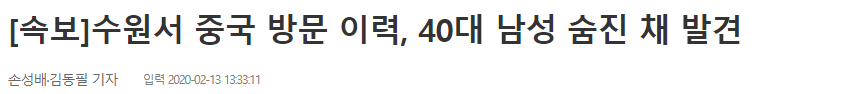 [속보]수원서 중국 방문 이력, 40대 남성 숨진 채 발견
손성배·김동필 기자 입력 2020-02-13 13:33:11